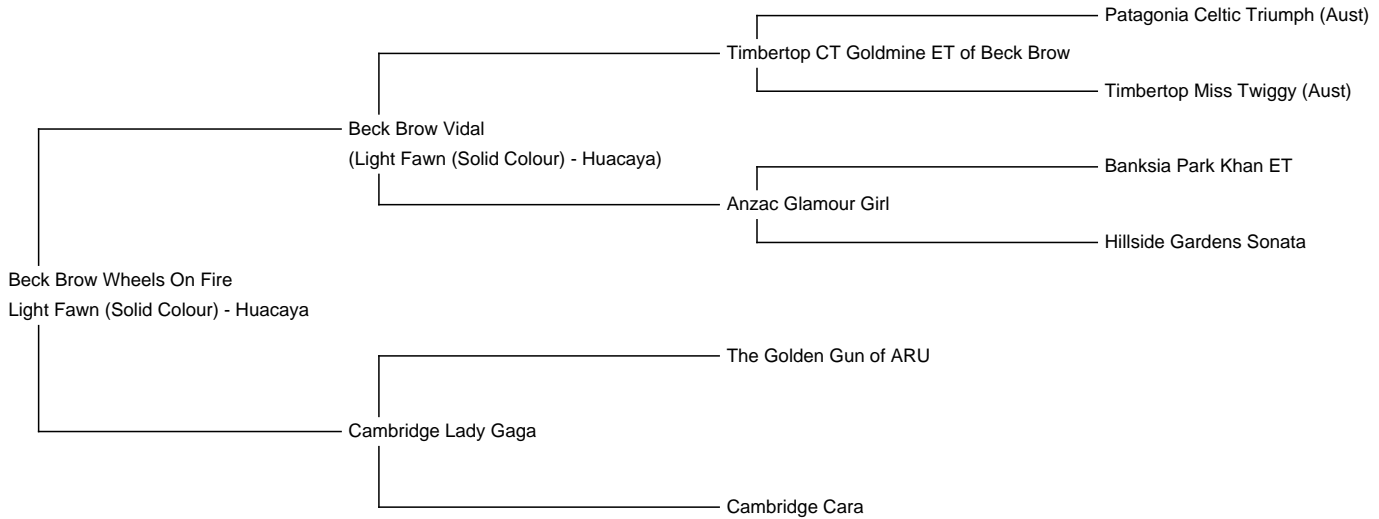 Patagonia Celtic Triumph (Aust)
Timbertop CT Goldmine ET of Beck Brow
Timbertop Miss Twiggy (Aust)
Beck Brow Vidal
(Light Fawn (Solid Colour) - Huacaya)
Banksia Park Khan ET
Anzac Glamour Girl
Hillside Gardens Sonata
Beck Brow Wheels On Fire
Light Fawn (Solid Colour) - Huacaya
The Golden Gun of ARU
Cambridge Lady Gaga
Cambridge Cara